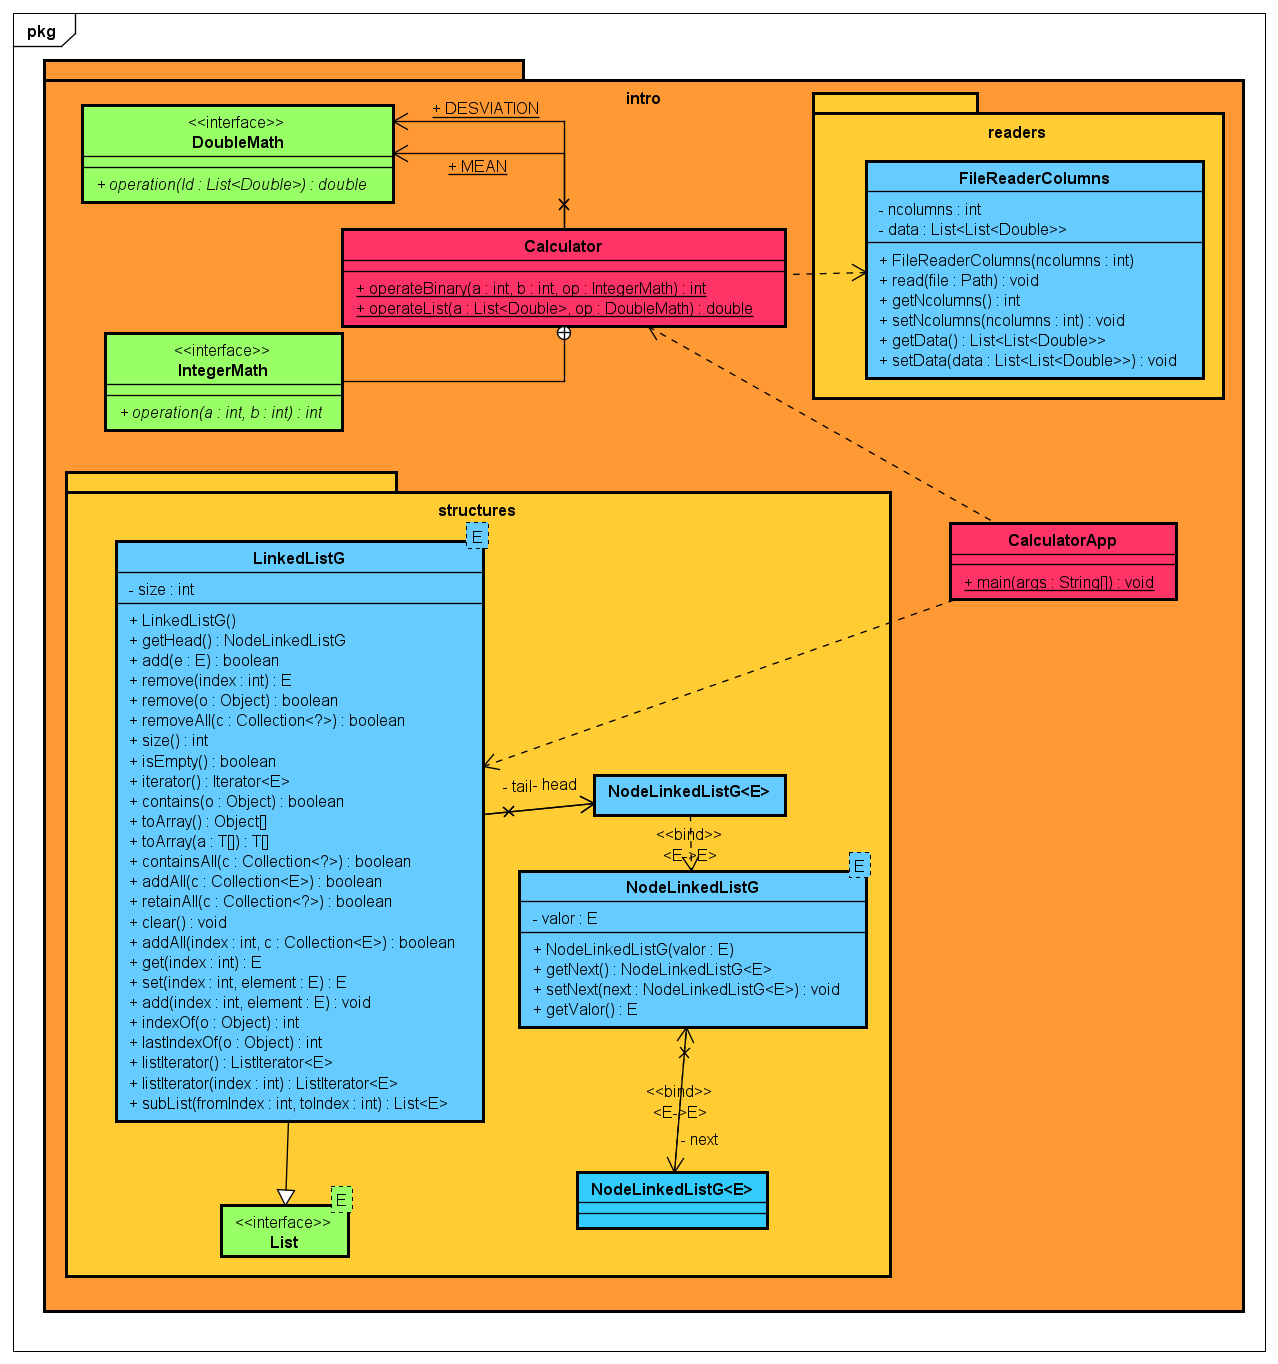 pkg
intro
<<interface>>
DoubleMath
+ operation(ld : List<Double>) : double
+ DESVIATION
+ MEAN
readers
FileReaderColumns
- ncolumns : int
- data : List<List<Double>>
+ FileReaderColumns(ncolumns : int)
+ read(file : Path) : void
+ getNcolumns() : int
+ setNcolumns(ncolumns : int) : void
+ getData() : List<List<Double>>
+ setData(data : List<List<Double>>) : void
Calculator
+ operateBinary(a : int, b : int, op : IntegerMath) : int
+ operateList(a : List<Double>, op : DoubleMath) : double
<<interface>>
IntegerMath
+ operation(a : int, b : int) : int
structures
E
LinkedListG
- size : int
+ LinkedListG()
+ getHead() : NodeLinkedListG
+ add(e : E) : boolean
+ remove(index : int) : E
+ remove(o : Object) : boolean
+ removeAll(c : Collection<?>) : boolean
+ size() : int
+ isEmpty() : boolean
+ iterator() : Iterator<E>
+ contains(o : Object) : boolean
+ toArray() : Object[]
+ toArray(a : T[]) : T[]
+ containsAll(c : Collection<?>) : boolean
+ addAll(c : Collection<E>) : boolean
+ retainAll(c : Collection<?>) : boolean
+ clear() : void
+ addAll(index : int, c : Collection<E>) : boolean
+ get(index : int) : E
+ set(index : int, element : E) : E
+ add(index : int, element : E) : void
+ indexOf(o : Object) : int
+ lastIndexOf(o : Object) : int
+ listIterator() : ListIterator<E>
+ listIterator(index : int) : ListIterator<E>
+ subList(fromIndex : int, toIndex : int) : List<E>
CalculatorApp
+ main(args : String[]) : void
- tail
- head
NodeLinkedListG<E>
<<bind>>
<E->E>
E
NodeLinkedListG
- valor : E
+ NodeLinkedListG(valor : E)
+ getNext() : NodeLinkedListG<E>
+ setNext(next : NodeLinkedListG<E>) : void
+ getValor() : E
<<bind>>
<E->E>
- next
NodeLinkedListG<E>
E
<<interface>>
List